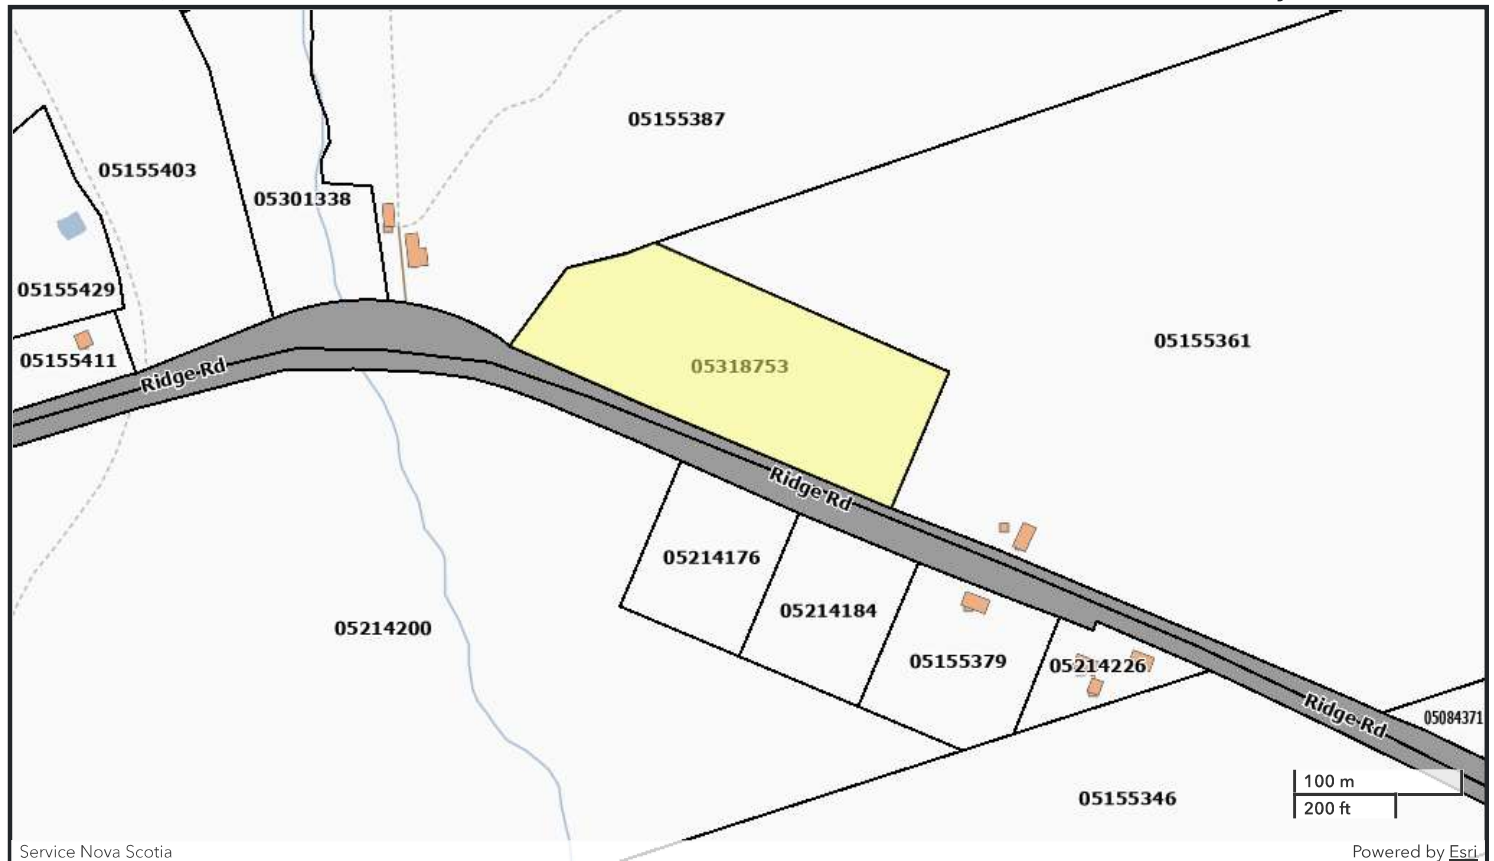 05155387
05155403
05301338
05155429
05155361
05155411
Ridge Rd
05318753
Ridge Rd
05214176
05214184
05214200
05155379
05214226
Ridge Rd
05084371
100 m
05155346
200 ft
Service Nova Scotia
Powered by Esri